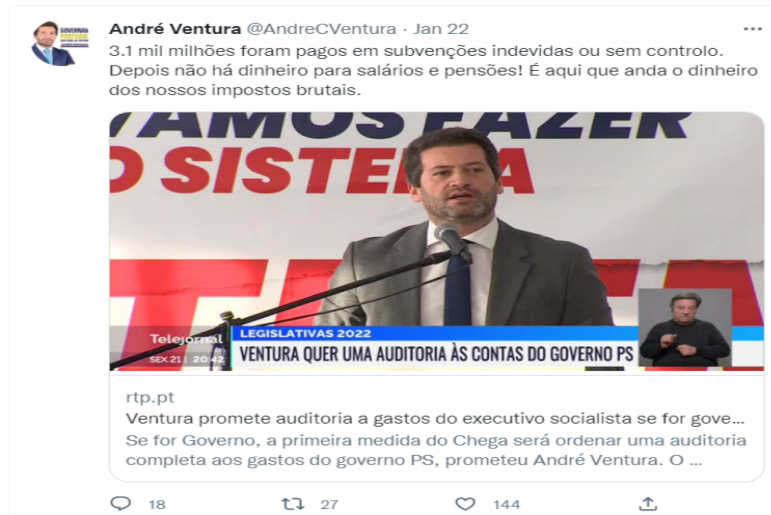 André Ventura @AndreCVentura · Jan 22
3.1 mil milhões foram pagos em subvenções indevidas ou sem controlo.
Depois não há dinheiro para salários e pensões! É aqui que anda o dinheiro
dos nossos impostos brutais.
VAMOS FAZER
O SISTEMA
Telejornal
SEX.21 | 20:42
LEGISLATIVAS 2022
VENTURA QUER UMA AUDITORIA ÀS CONTAS DO GOVERNO PS
rtp.pt
Ventura promete auditoria a gastos do executivo socialista se for gove...
Se for Governo, a primeira medida do Chega será ordenar uma auditoria
completa aos gastos do governo PS, prometeu André Ventura. O ...
18 27 144